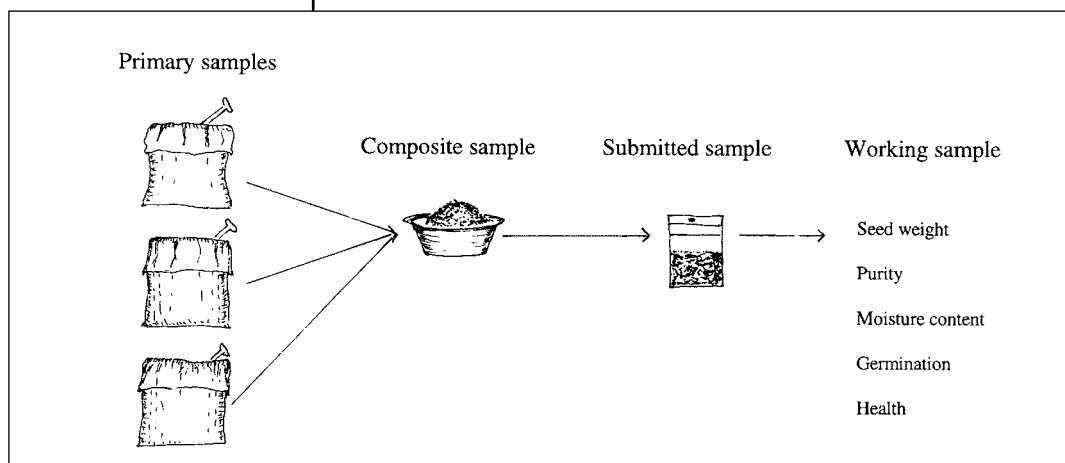 Primary samples
Composite sample
Submitted sample
Working sample
Seed weight
Purity
Moisture content
Germination
Health